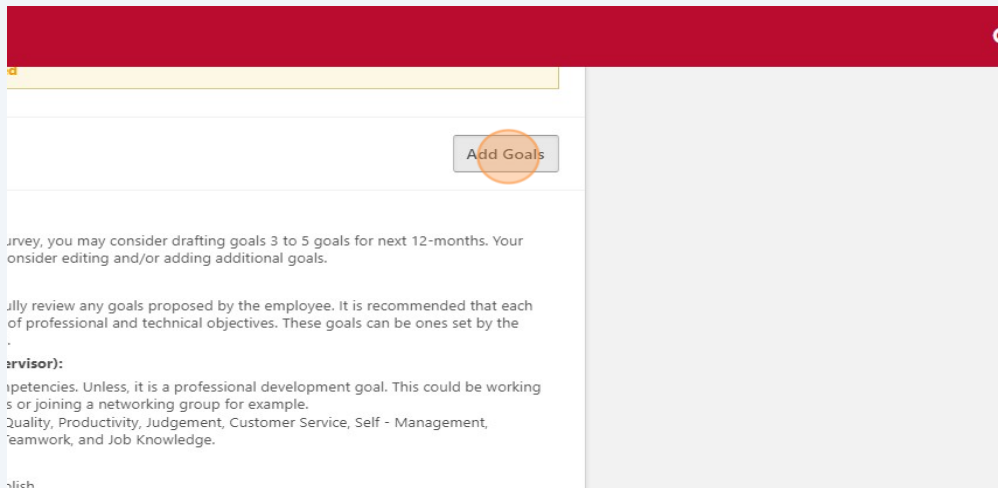 Add Goals
you may consider drafting goals 3 to 5 goals for next 12-months. Your
onsider editing and/or adding additional goals.
review any goals proposed by the employee. It is recommended that each
of professional and technical objectives. These goals can be ones set by the
ervisor):
Unless, it is a professional development goal. This could be working
s or joining a networking group for example.
Quality, Productivity, Judgement, Customer Service, Self - Management,
Teamwork, and Job Knowledge.